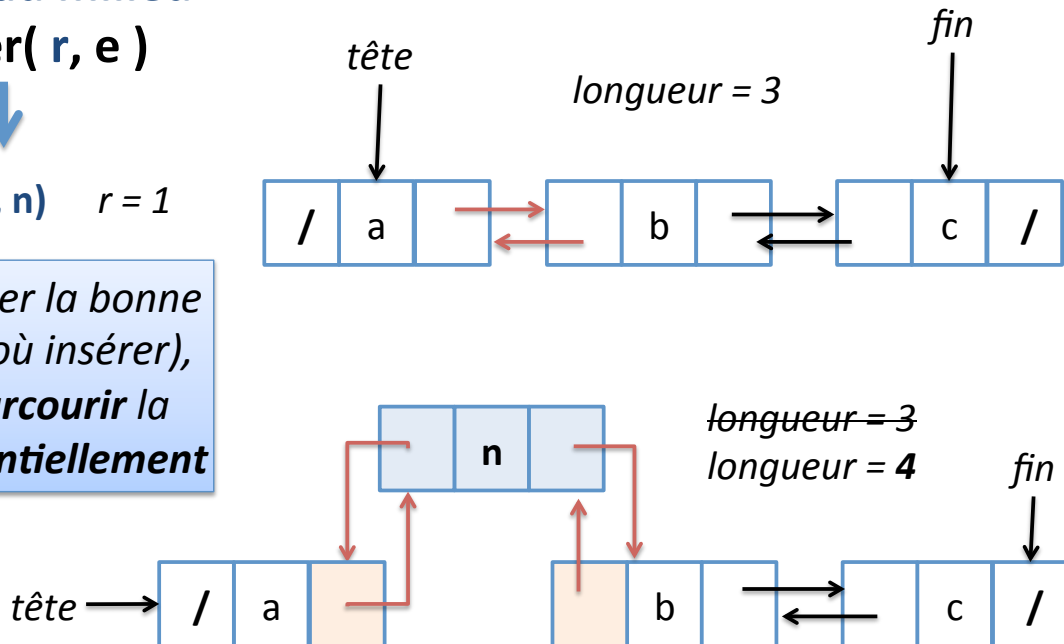 er( r, e )
, n) r = 1
er la bonne
où insérer),
rcourir la
ntiellement
tête
longueur = 3
fin
/ a b c /
n
longueur = 3
longueur = 4
fin
tête / a b c /